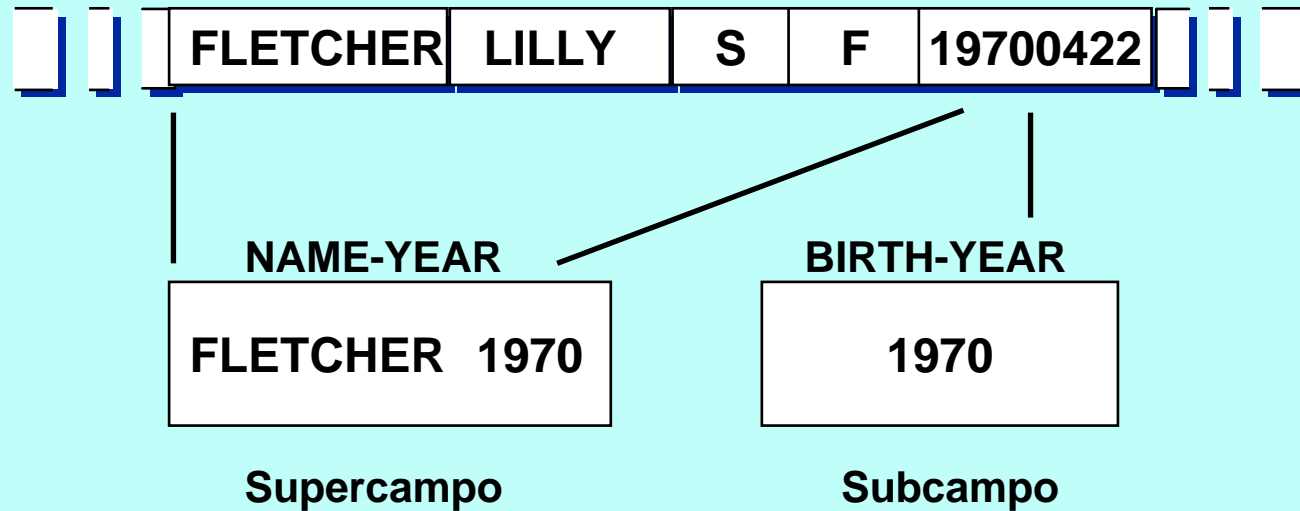 FLETCHER LILLY S F 19700422
NAME-YEAR BIRTH-YEAR
FLETCHER 1970 1970
Supercampo Subcampo